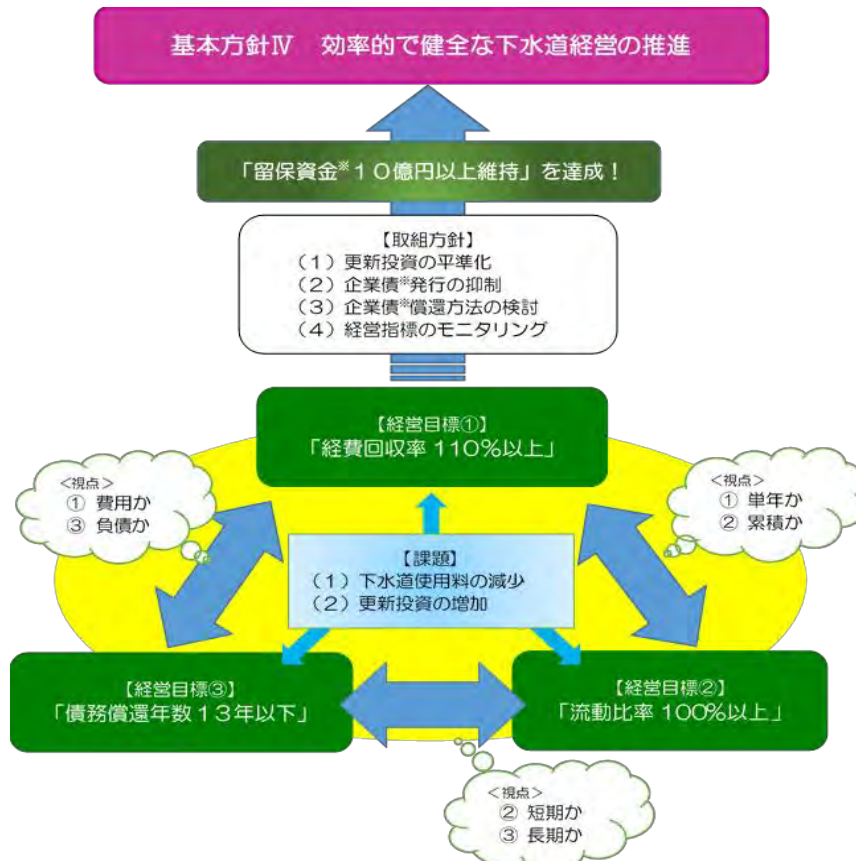 基本方針Ⅳ　効率的で健全な下水道経営の推進
「留保資金※１０億円以上維持」を達成！
【取組方針】
（１）更新投資の平準化
（２）企業債※発行の抑制
（３）企業債※償還方法の検討
（４）経営指標のモニタリング
【経営目標①】
「経費回収率 110％以上」
＜視点＞
① 費用か
③ 負債か
＜視点＞
① 単年か
② 累積か
【課題】
（１）下水道使用料の減少
（２）更新投資の増加
【経営目標③】
「債務償還年数１３年以下」
【経営目標②】
「流動比率 100％以上」
＜視点＞
② 短期か
③ 長期か